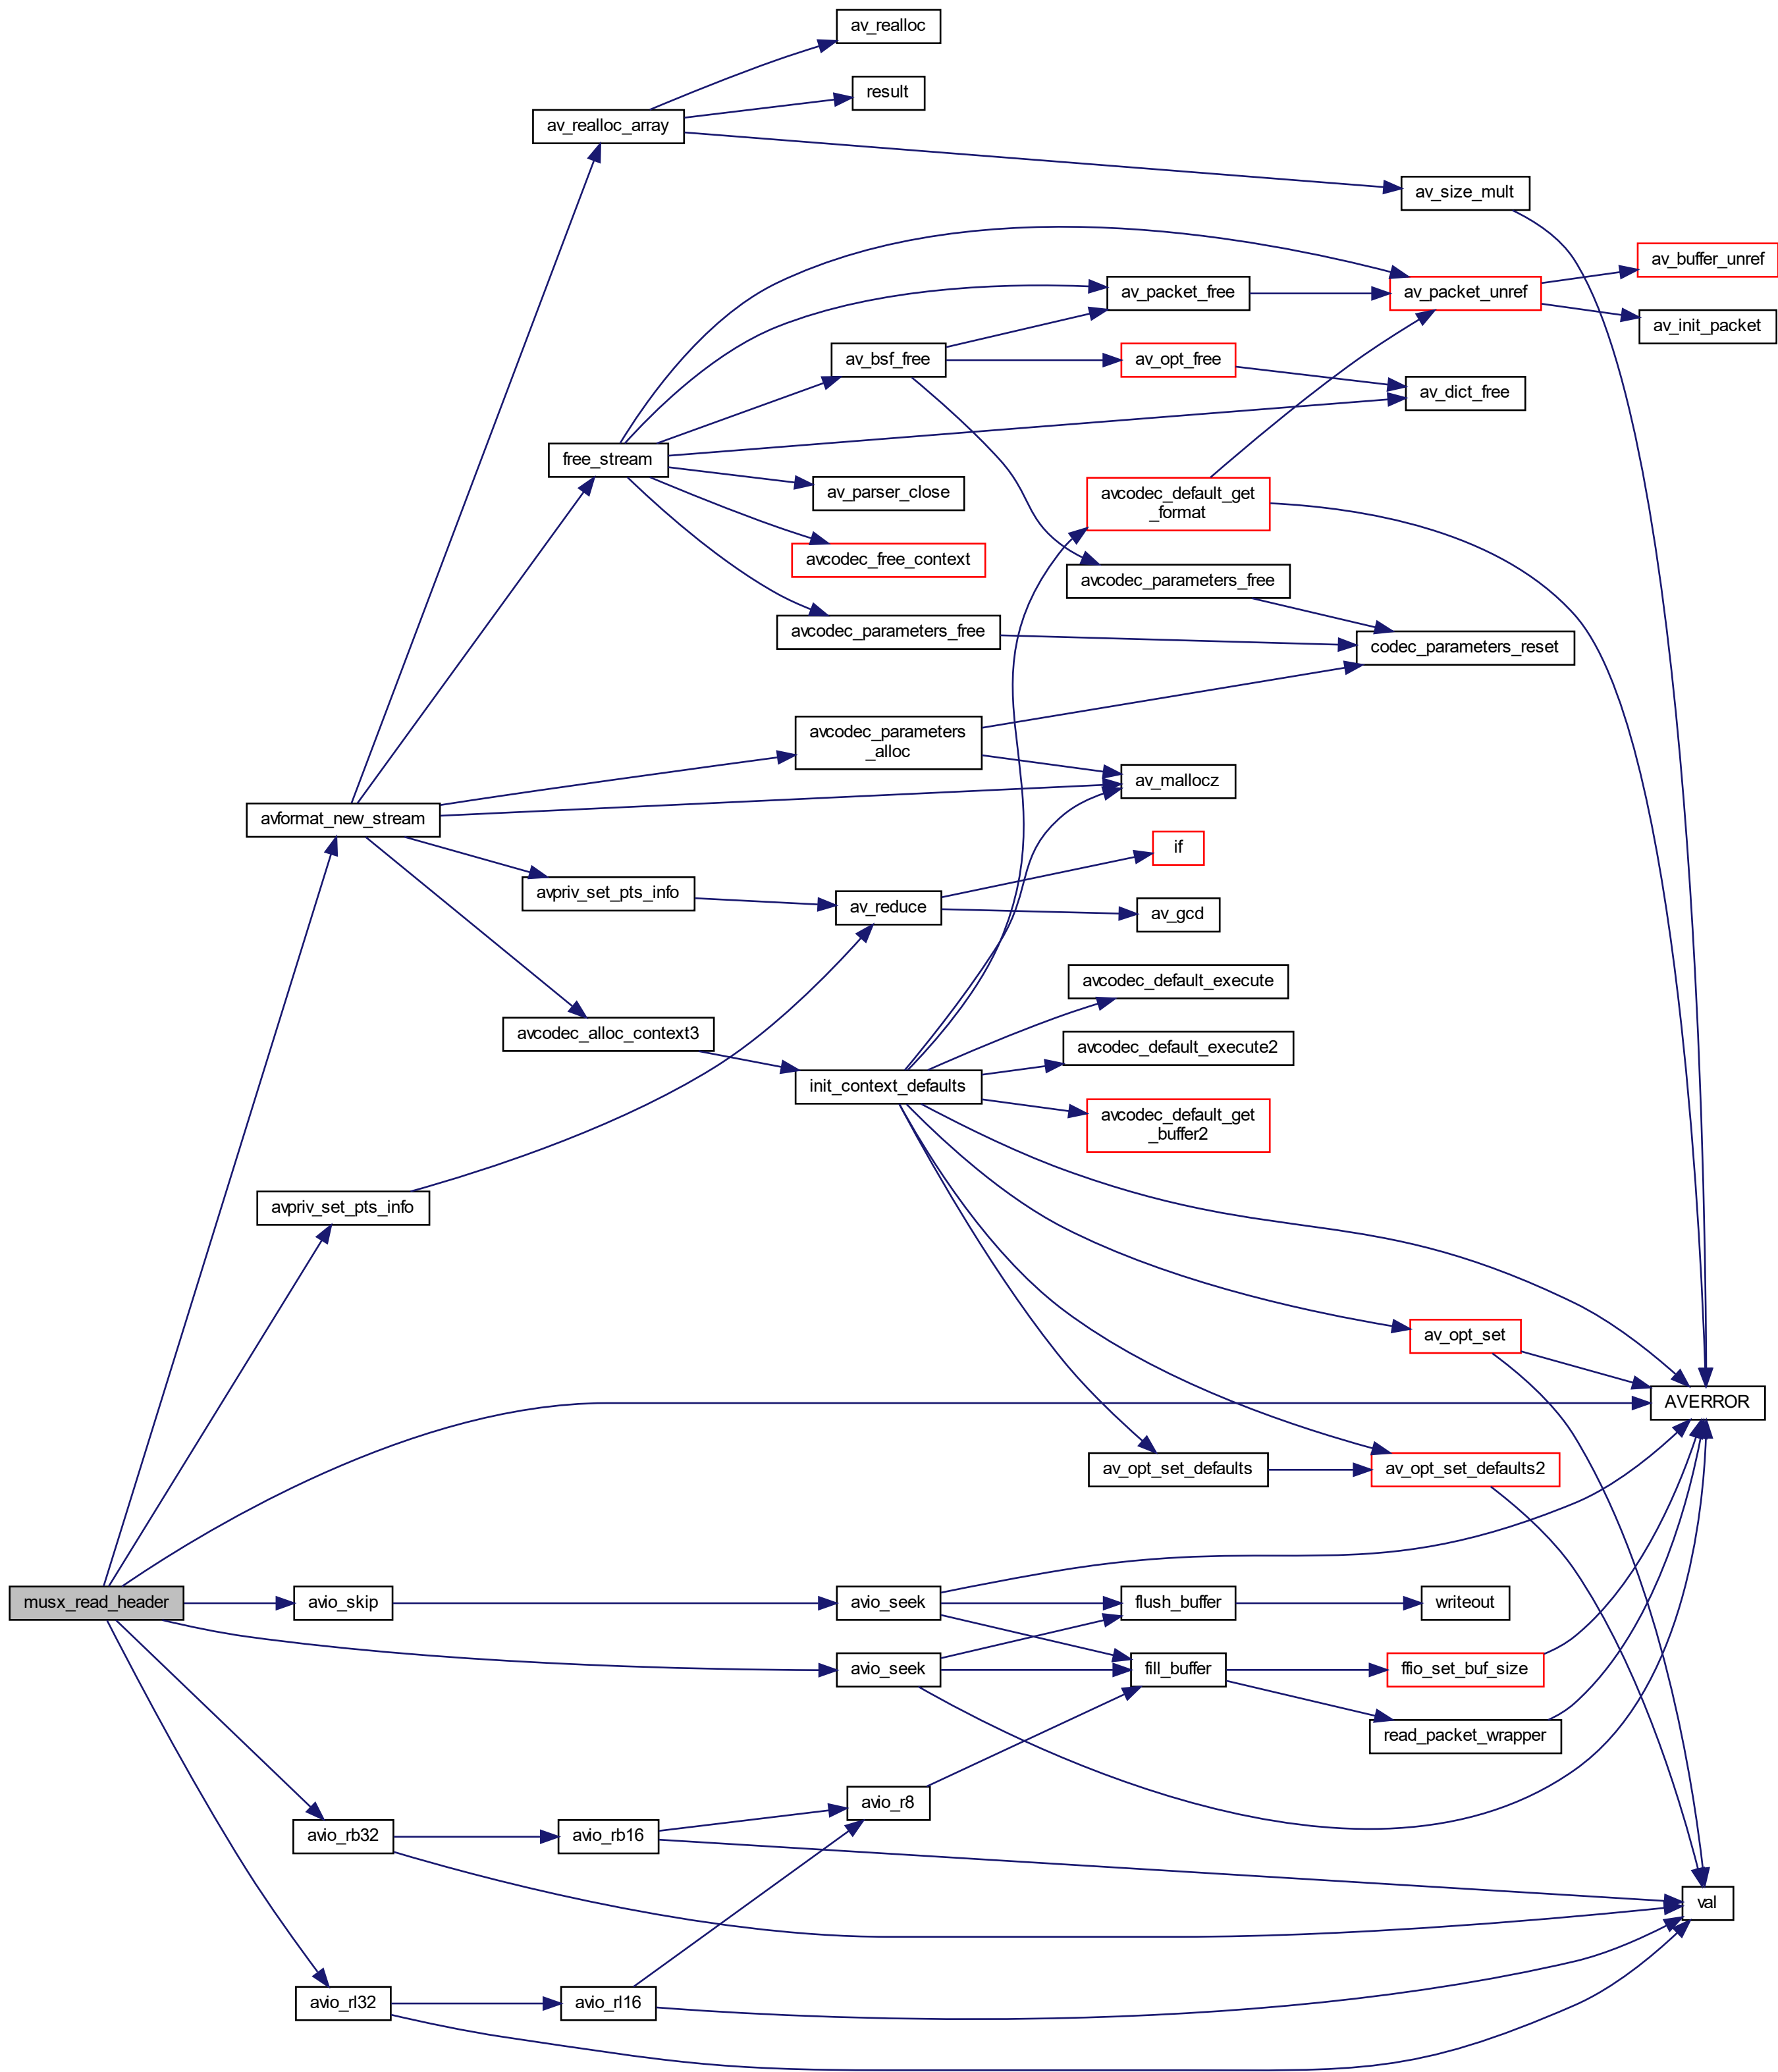 av_realloc
result
av_realloc_array
av_size_mult
av_buffer_unref
av_packet_free
av_packet_unref
av_init_packet
av_bsf_free
av_opt_free
av_dict_free
free_stream
av_parser_close
avcodec_default_get
_format
avcodec_free_context
avcodec_parameters_free
avcodec_parameters_free
codec_parameters_reset
avcodec_parameters
_alloc
av_mallocz
avformat_new_stream
if
avpriv_set_pts_info
av_reduce
av_gcd
avcodec_default_execute
avcodec_alloc_context3
avcodec_default_execute2
init_context_defaults
avcodec_default_get
_buffer2
avpriv_set_pts_info
av_opt_set
AVERROR
av_opt_set_defaults
av_opt_set_defaults2
musx_read_header
avio_skip
avio_seek
flush_buffer
writeout
avio_seek
fill_buffer
ffio_set_buf_size
read_packet_wrapper
avio_r8
avio_rb32
avio_rb16
val
avio_rl32
avio_rl16